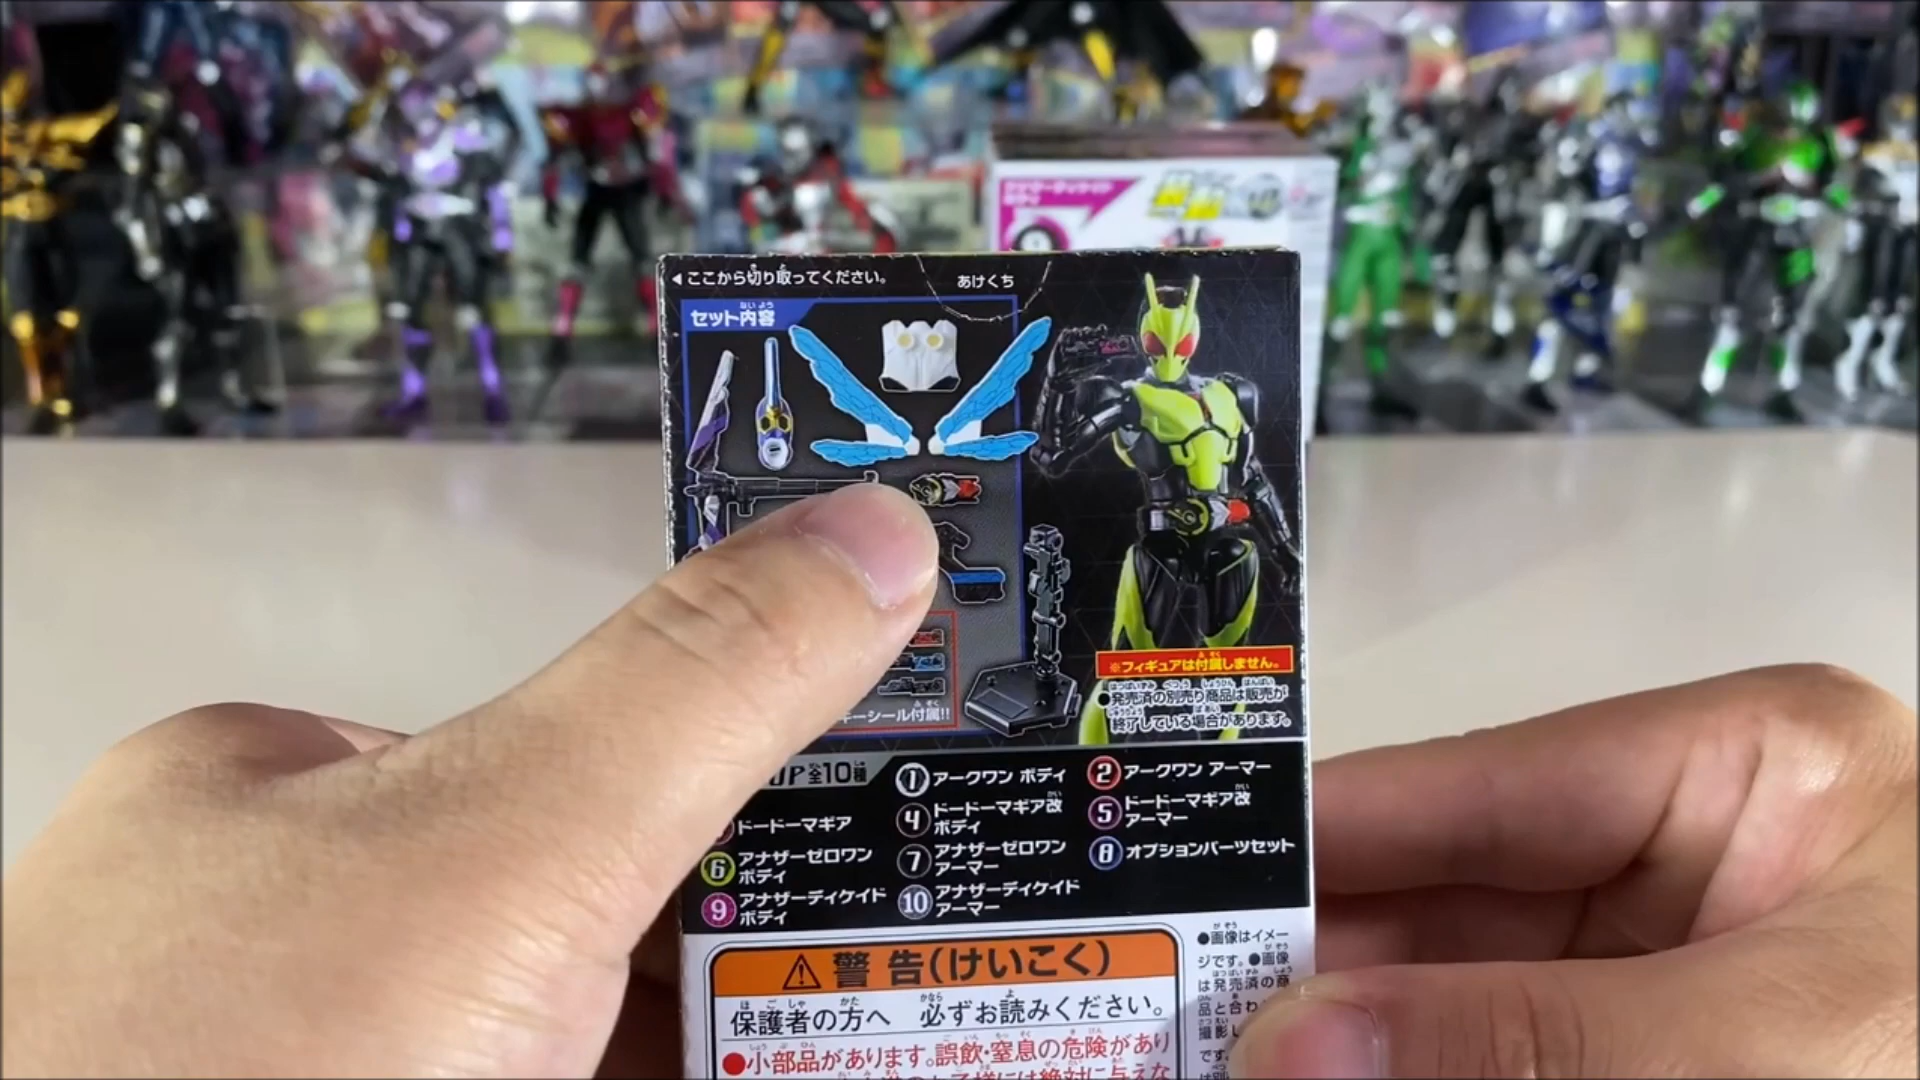 ◀ここから切り取ってください。
あけくち
セット内容
※フィギュアは付属しません。
●発売済の別売り商品は販売が
終了している場合があります。
キーシール付属!!
UP全10種
1 アークワン ボディ
2 アークワン アーマー
ドードーマギア
4 ドードーマギア改
ボディ
5 ドードーマギア改
アーマー
6 アナザーゼロワン
ボディ
7 アナザーゼロワン
アーマー
8 オプションパーツセット
9 アナザーディケイド
ボディ
10 アナザーディケイド
アーマー
警告(けいこく)
保護者の方へ 必ずお読みください。
●小部品があります。誤飲・窒息の危険があり
●画像はイメー
ジです。●画像
は発売済の商
品と合わ
撮影し
です。